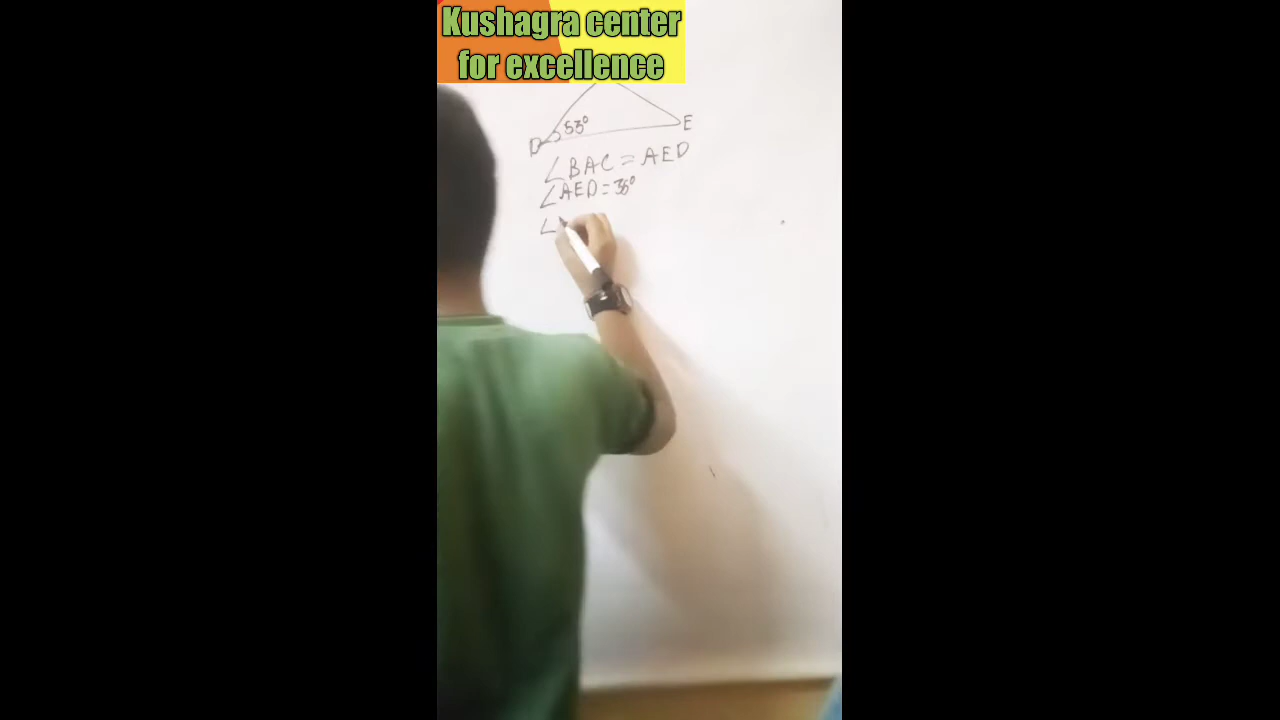 Kushagra center
for excellence
53°
D E
∠BAC = AED
∠AED = 35°
∠